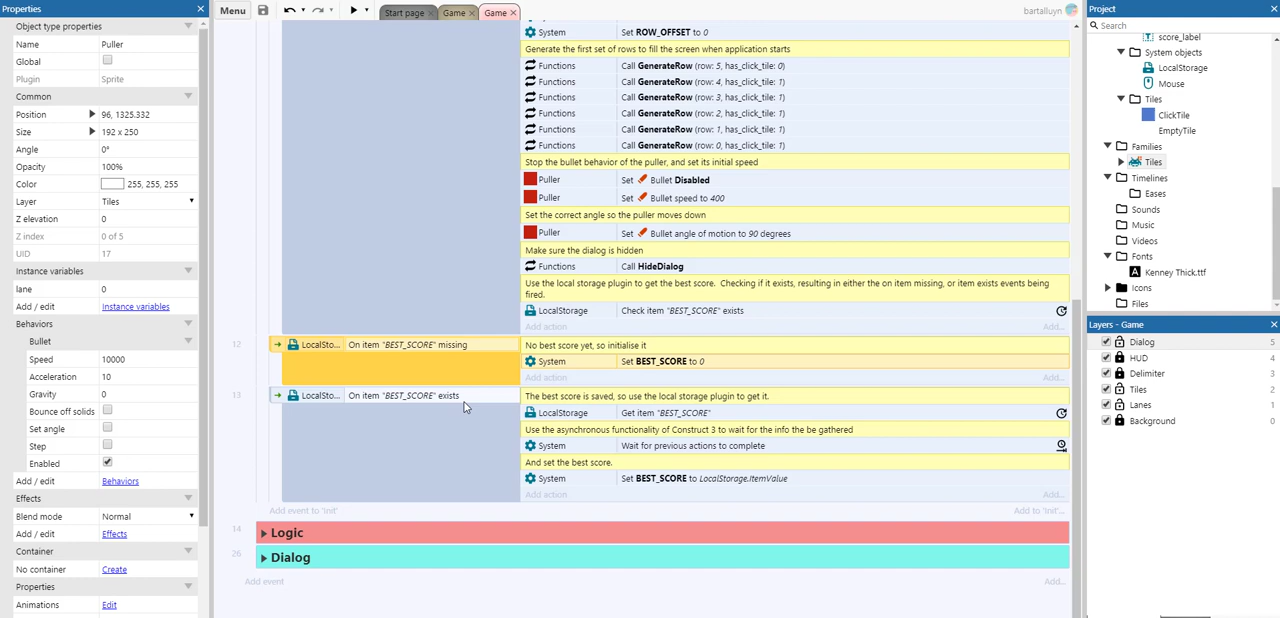 Properties
Object type properties
Name Puller
Global
Plugin Sprite
Common
Position 96, 1325.332
Size 192 x 250
Angle 0°
Opacity 100%
Color 255, 255, 255
Layer Tiles
Z elevation 0
Z index 0 of 5
UID 17
Instance variables
lane 0
Add / edit Instance variables
Behaviors
Bullet
Speed 10000
Acceleration 10
Gravity 0
Bounce off solids
Set angle
Step
Enabled
Add / edit Behaviors
Effects
Blend mode Normal
Add / edit Effects
Container
No container Create
Properties
Animations Edit
Menu
Start page
Game
Game
bartalluyn
System Set ROW_OFFSET to 0
Generate the first set of rows to fill the screen when application starts
Functions Call GenerateRow (row: 5, has_click_tile: 0)
Functions Call GenerateRow (row: 4, has_click_tile: 1)
Functions Call GenerateRow (row: 3, has_click_tile: 1)
Functions Call GenerateRow (row: 2, has_click_tile: 1)
Functions Call GenerateRow (row: 1, has_click_tile: 1)
Functions Call GenerateRow (row: 0, has_click_tile: 1)
Stop the bullet behavior of the puller, and set its initial speed
Puller Set Bullet Disabled
Puller Set Bullet speed to 400
Set the correct angle so the puller moves down
Puller Set Bullet angle of motion to 90 degrees
Make sure the dialog is hidden
Functions Call HideDialog
Use the local storage plugin to get the best score. Checking if it exists, resulting in either the on item missing, or item exists events being
fired.
LocalStorage Check item "BEST_SCORE" exists
Add action Add...
12 LocalSto... On item "BEST_SCORE" missing No best score yet, so initialise it
System Set BEST_SCORE to 0
Add action Add...
13 LocalSto... On item "BEST_SCORE" exists The best score is saved, so use the local storage plugin to get it.
LocalStorage Get item "BEST_SCORE"
Use the asynchronous functionality of Construct 3 to wait for the info the be gathered
System Wait for previous actions to complete
And set the best score.
System Set BEST_SCORE to LocalStorage.ItemValue
Add action Add...
Add event to 'Init' Add to 'Init'...
14 Logic
26 Dialog
Add event Add...
Project
Search
score_label
System objects
LocalStorage
Mouse
Tiles
ClickTile
EmptyTile
Families
Tiles
Timelines
Eases
Sounds
Music
Videos
Fonts
Kenney Thick.ttf
Icons
Files
Layers - Game
Dialog 5
HUD 4
Delimiter 3
Tiles 2
Lanes 1
Background 0